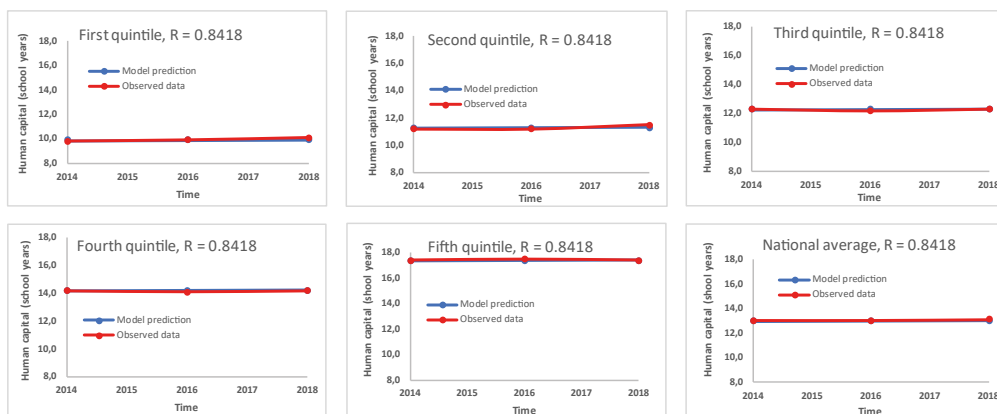 First quintile, R = 0.8418
Human capital (school years)
18,0
16,0
14,0
12,0
10,0
8,0
Model prediction
Observed data
2014 2015 2016 2017 2018
Time
Second quintile, R = 0.8418
Human capital (school years)
18,0
16,0
14,0
12,0
10,0
8,0
Model prediction
Observed data
2014 2015 2016 2017 2018
Time
Third quintile, R = 0.8418
Human capital (school years)
18,0
16,0
14,0
12,0
10,0
8,0
Model prediction
Observed data
2014 2015 2016 2017 2018
Time
Fourth quintile, R = 0.8418
Human capital (school years)
18,0
16,0
14,0
12,0
10,0
8,0
Model prediction
Observed data
2014 2015 2016 2017 2018
Time
Fifth quintile, R = 0.8418
Human capital (school years)
18,0
16,0
14,0
12,0
10,0
8,0
Model prediction
Observed data
2014 2015 2016 2017 2018
Time
National average, R = 0.8418
Human capital (school years)
18,0
16,0
14,0
12,0
10,0
8,0
Model prediction
Observed data
2014 2015 2016 2017 2018
Time